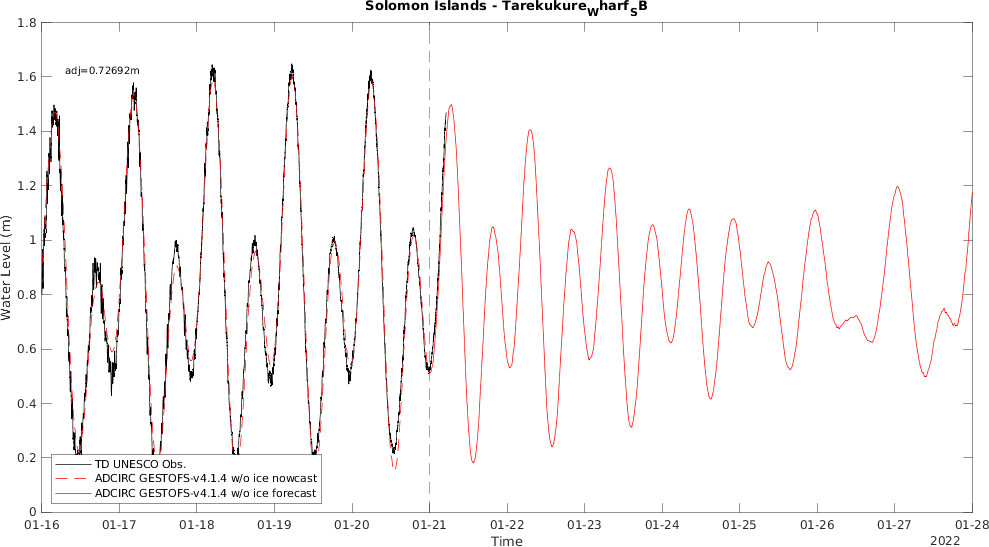 Solomon Islands - TarekukureWharfSB
1.8
1.6
1.4
1.2
1
0.8
0.6
0.4
0.2
0
Water Level (m)
adj=0.72692m
TD UNESCO Obs.
ADCIRC GESTOFS-v4.1.4 w/o ice nowcast
ADCIRC GESTOFS-v4.1.4 w/o ice forecast
01-16 01-17 01-18 01-19 01-20 01-21 01-22 01-23 01-24 01-25 01-26 01-27 01-28
Time
2022